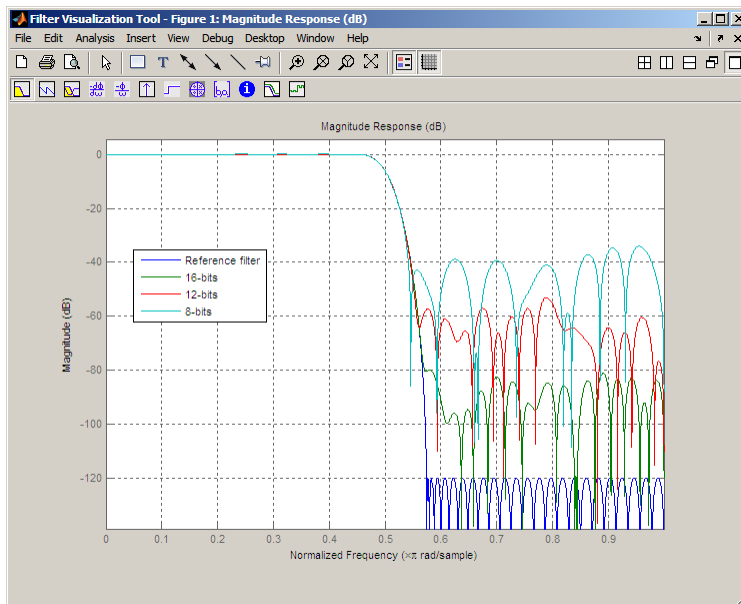 Filter Visualization Tool - Figure 1: Magnitude Response (dB)
File Edit Analysis Insert View Debug Desktop Window Help
Magnitude Response (dB)
0
-20
-40
-60
-80
-100
-120
Magnitude (dB)
Reference filter
16-bits
12-bits
8-bits
0 0.1 0.2 0.3 0.4 0.5 0.6 0.7 0.8 0.9
Normalized Frequency (×π rad/sample)